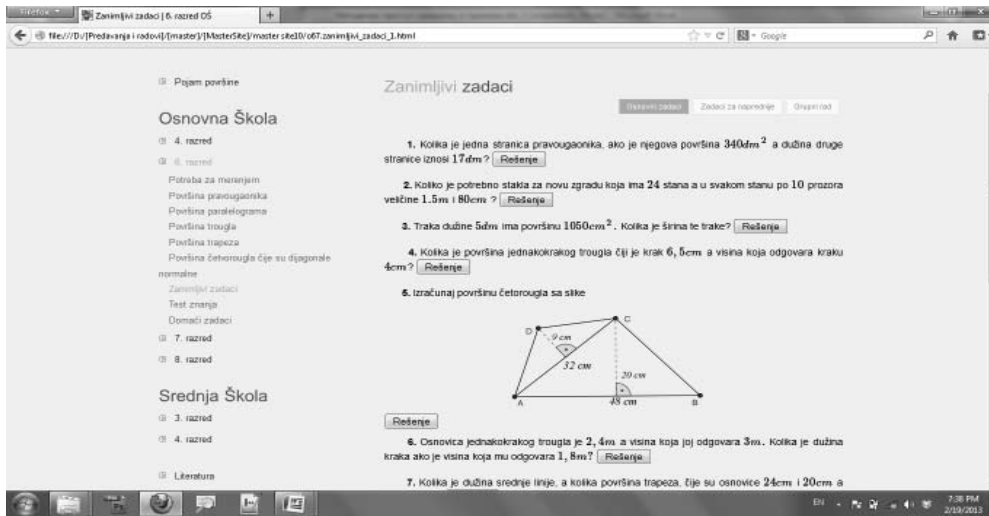 Firefox
Zanimljivi zadaci | 6. razred OŠ
+
file:///D:/[Predavanja i radovi]/[master]/[MasterSite]/master site10/o67.zanimljivi_zadaci_1.html
Google
Pojam površine
Osnovna Škola
4. razred
6. razred
Potreba za merenjem
Površina pravougaonika
Površina paralelograma
Površina trougla
Površina trapeza
Površina četvorougla čije su dijagonale
normalne
Zanimljivi zadaci
Test znanja
Domaći zadaci
7. razred
8. razred
Srednja Škola
3. razred
4. razred
Literatura
Zanimljivi zadaci
Osnovni zadaci Zadaci za naprednije Grupni rad
1. Kolika je jedna stranica pravougaonika, ako je njegova površina 340dm² a dužina druge
stranice iznosi 17dm? Rešenje
2. Koliko je potrebno stakla za novu zgradu koja ima 24 stana a u svakom stanu po 10 prozora
veličine 1.5m i 80cm ? Rešenje
3. Traka dužine 5dm ima površinu 1050cm². Kolika je širina te trake? Rešenje
4. Kolika je površina jednakokrakog trougla čiji je krak 6,5cm a visina koja odgovara kraku
4cm? Rešenje
5. Izračunaj površinu četorougla sa slike
D
C
9 cm
32 cm
20 cm
A
48 cm
B
Rešenje
6. Osnovica jednakokrakog trougla je 2,4m a visina koja joj odgovara 3m. Kolika je dužina
kraka ako je visina koja mu odgovara 1,8m? Rešenje
7. Kolika je dužina srednje linije, a kolika površina trapeza, čije su osnovice 24cm i 20cm a
EN
7:38 PM
2/19/2013